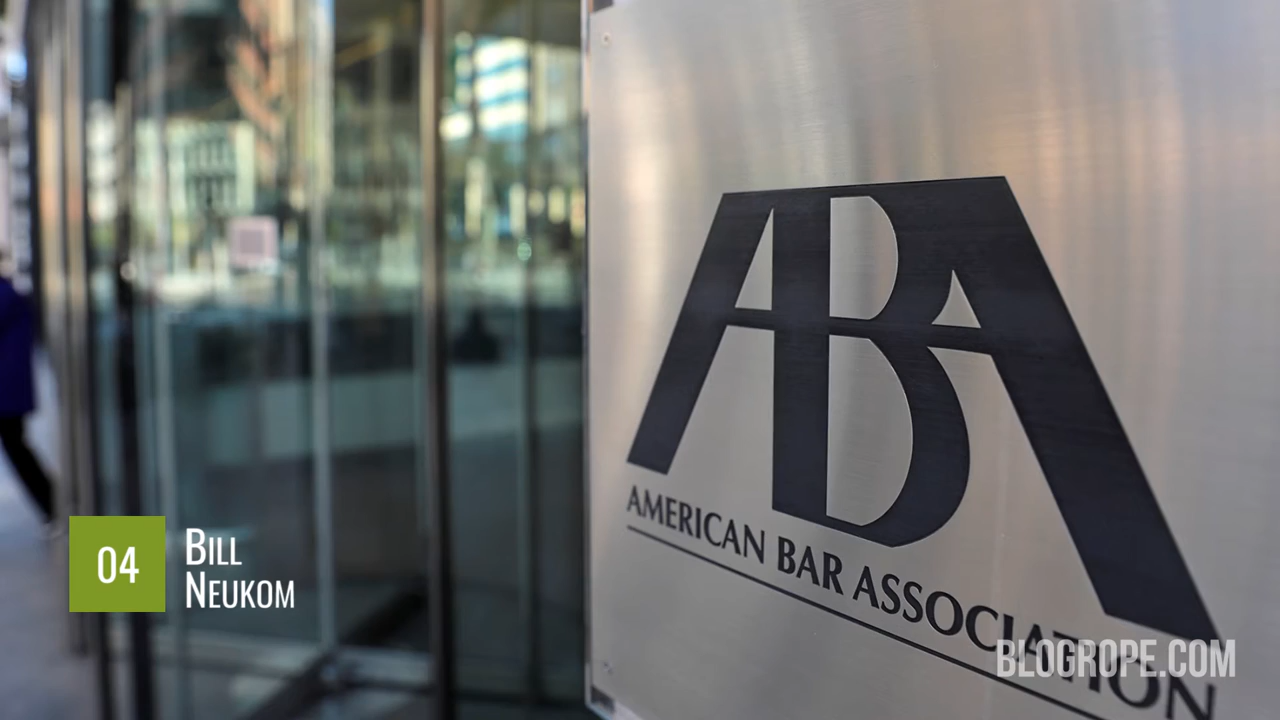 ABA
AMERICAN BAR ASSOCIATION
04
BILL
NEUKOM
BLOGROPE.COM